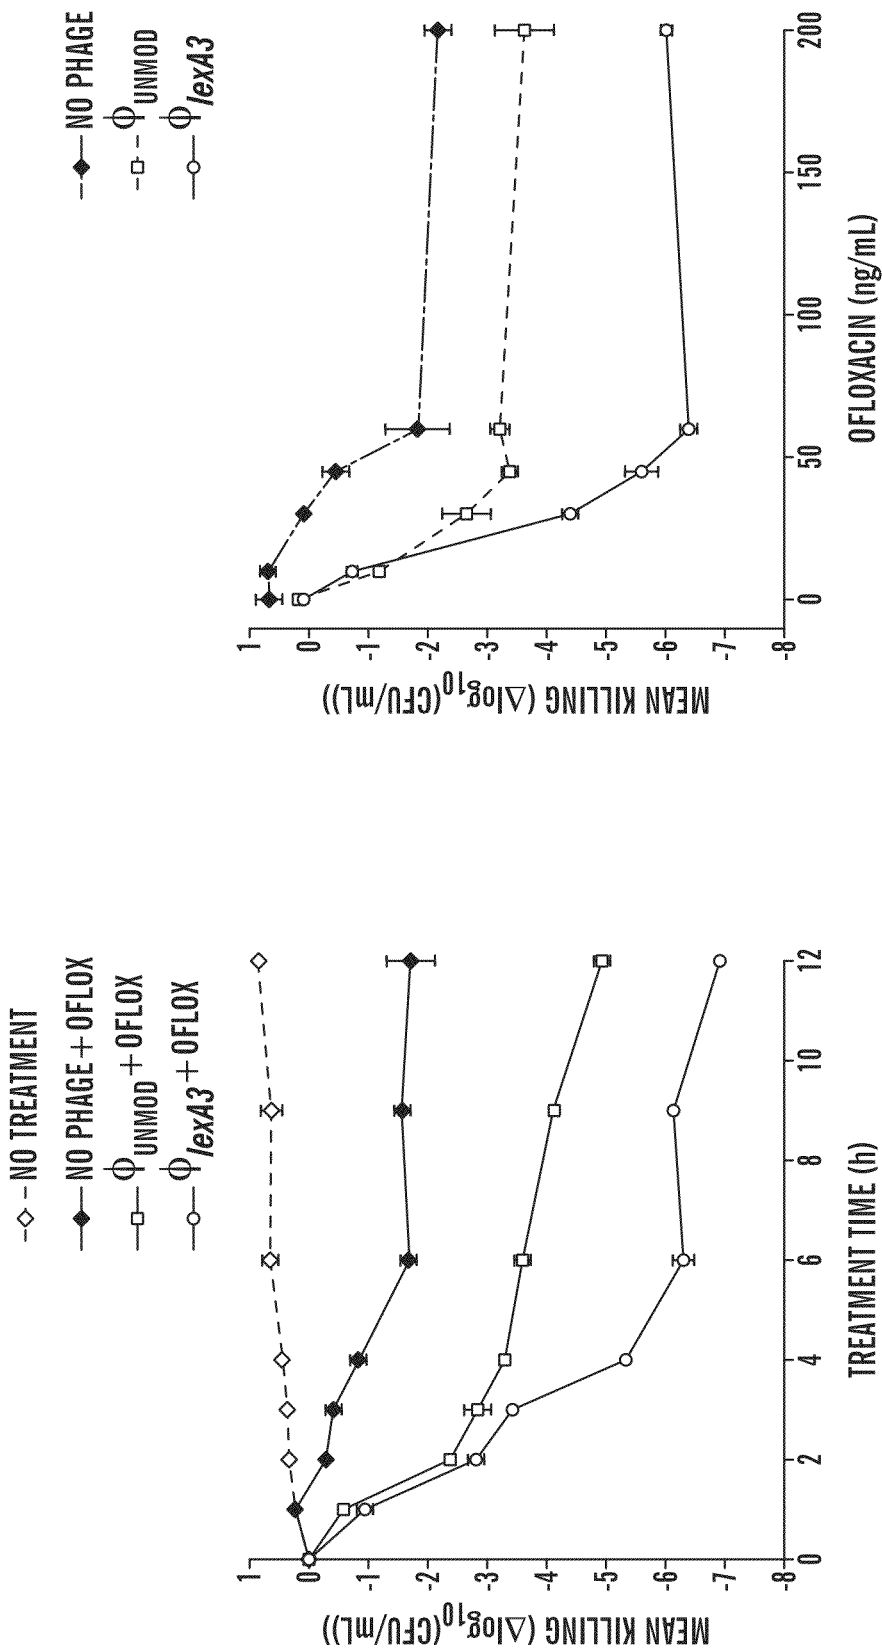 NO TREATMENT
NO PHAGE+OFLOX
ΦUNMOD+OFLOX
ΦlexA3+OFLOX
MEAN KILLING (Δlog10(CFU/mL))
1
0
-1
-2
-3
-4
-5
-6
-7
-8
0
2
4
6
8
10
12
TREATMENT TIME (h)
NO PHAGE
ΦUNMOD
ΦlexA3
MEAN KILLING (Δlog10(CFU/mL))
1
0
-1
-2
-3
-4
-5
-6
-7
-8
0
50
100
150
200
OFLOXACIN (ng/mL)